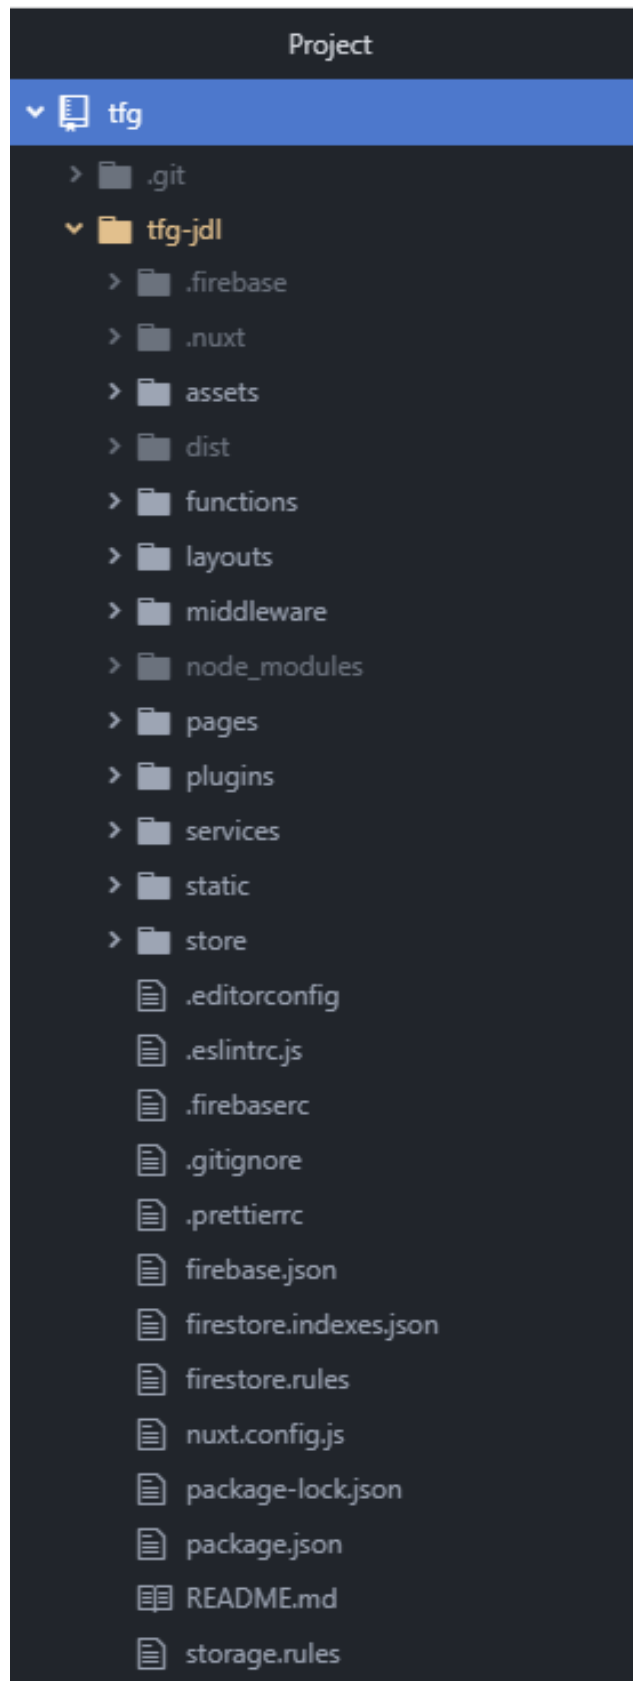 Project
tfg
.git
tfg-jdl
.firebase
.nuxt
assets
dist
functions
layouts
middleware
node_modules
pages
plugins
services
static
store
.editorconfig
.eslintrc.js
.firebaserc
.gitignore
.prettierrc
firebase.json
firestore.indexes.json
firestore.rules
nuxt.config.js
package-lock.json
package.json
README.md
storage.rules